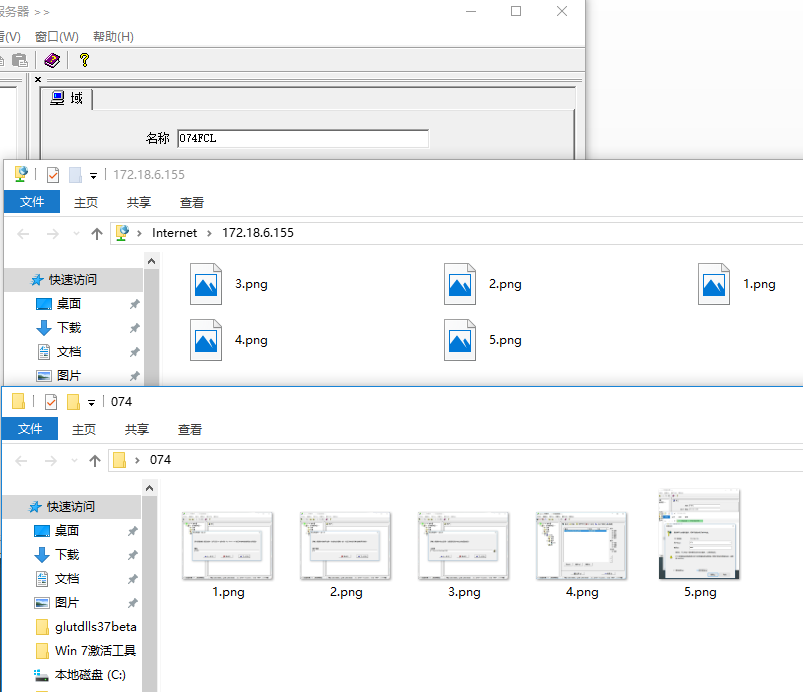 服务器 >>
看(V) 窗口(W) 帮助(H)
域
名称 074FCL
172.18.6.155
文件 主页 共享 查看
Internet 172.18.6.155
快速访问
桌面
下载
文档
图片
3.png 2.png 1.png
4.png 5.png
074
文件 主页 共享 查看
074
快速访问
桌面
下载
文档
图片
glutdlls37beta
Win 7激活工具
本地磁盘 (C:)
1.png 2.png 3.png 4.png 5.png